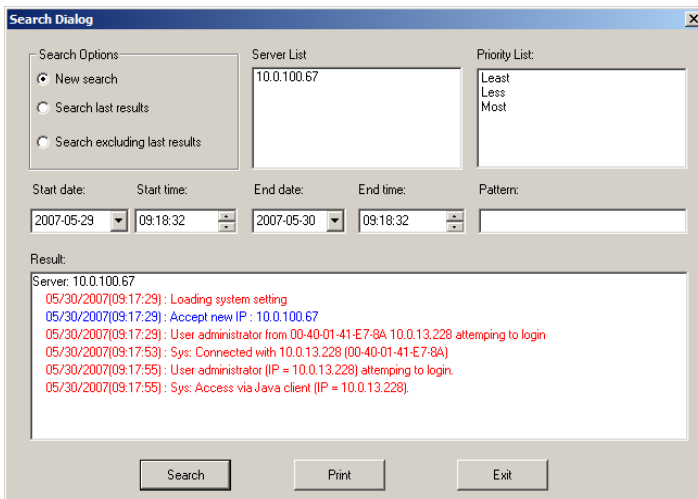 Search Dialog
Search Options
New search
Search last results
Search excluding last results
Server List
10.0.100.67
Priority List:
Least
Less
Most
Start date:
Start time:
End date:
End time:
Pattern:
2007-05-29
09:18:32
2007-05-30
09:18:32
Result:
Server: 10.0.100.67
05/30/2007(09:17:29) : Loading system setting
05/30/2007(09:17:29) : Accept new IP : 10.0.100.67
05/30/2007(09:17:29) : User administrator from 00-40-01-41-E7-8A 10.0.13.228 attemping to login
05/30/2007(09:17:53) : Sys: Connected with 10.0.13.228 (00-40-01-41-E7-8A)
05/30/2007(09:17:55) : User administrator (IP = 10.0.13.228) attemping to login.
05/30/2007(09:17:55) : Sys: Access via Java client (IP = 10.0.13.228).
Search
Print
Exit